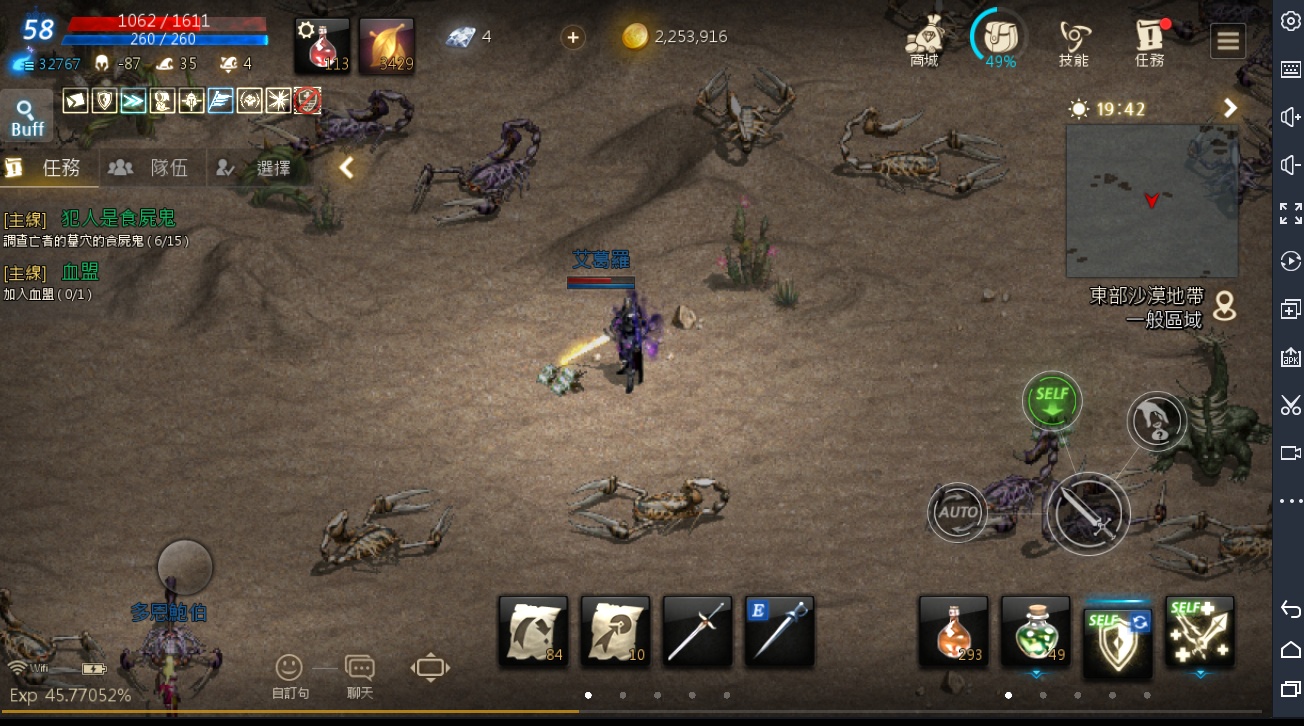 58
1062 / 1611
260 / 260
32767
-87
35
4
113
3429
4
2,253,916
商城
49%
技能
任務
Buff
19:42
任務
隊伍
選擇
[主線] 犯人是食屍鬼
調查亡者的墓穴的食屍鬼 (6/15)
[主線] 血盟
加入血盟 (0/1)
艾葛羅
東部沙漠地帶
一般區域
SELF
AUTO
多恩鮑伯
84
10
E
293
49
SELF
SELF
Wifi
自訂句
聊天
Exp 45.77052%
APK